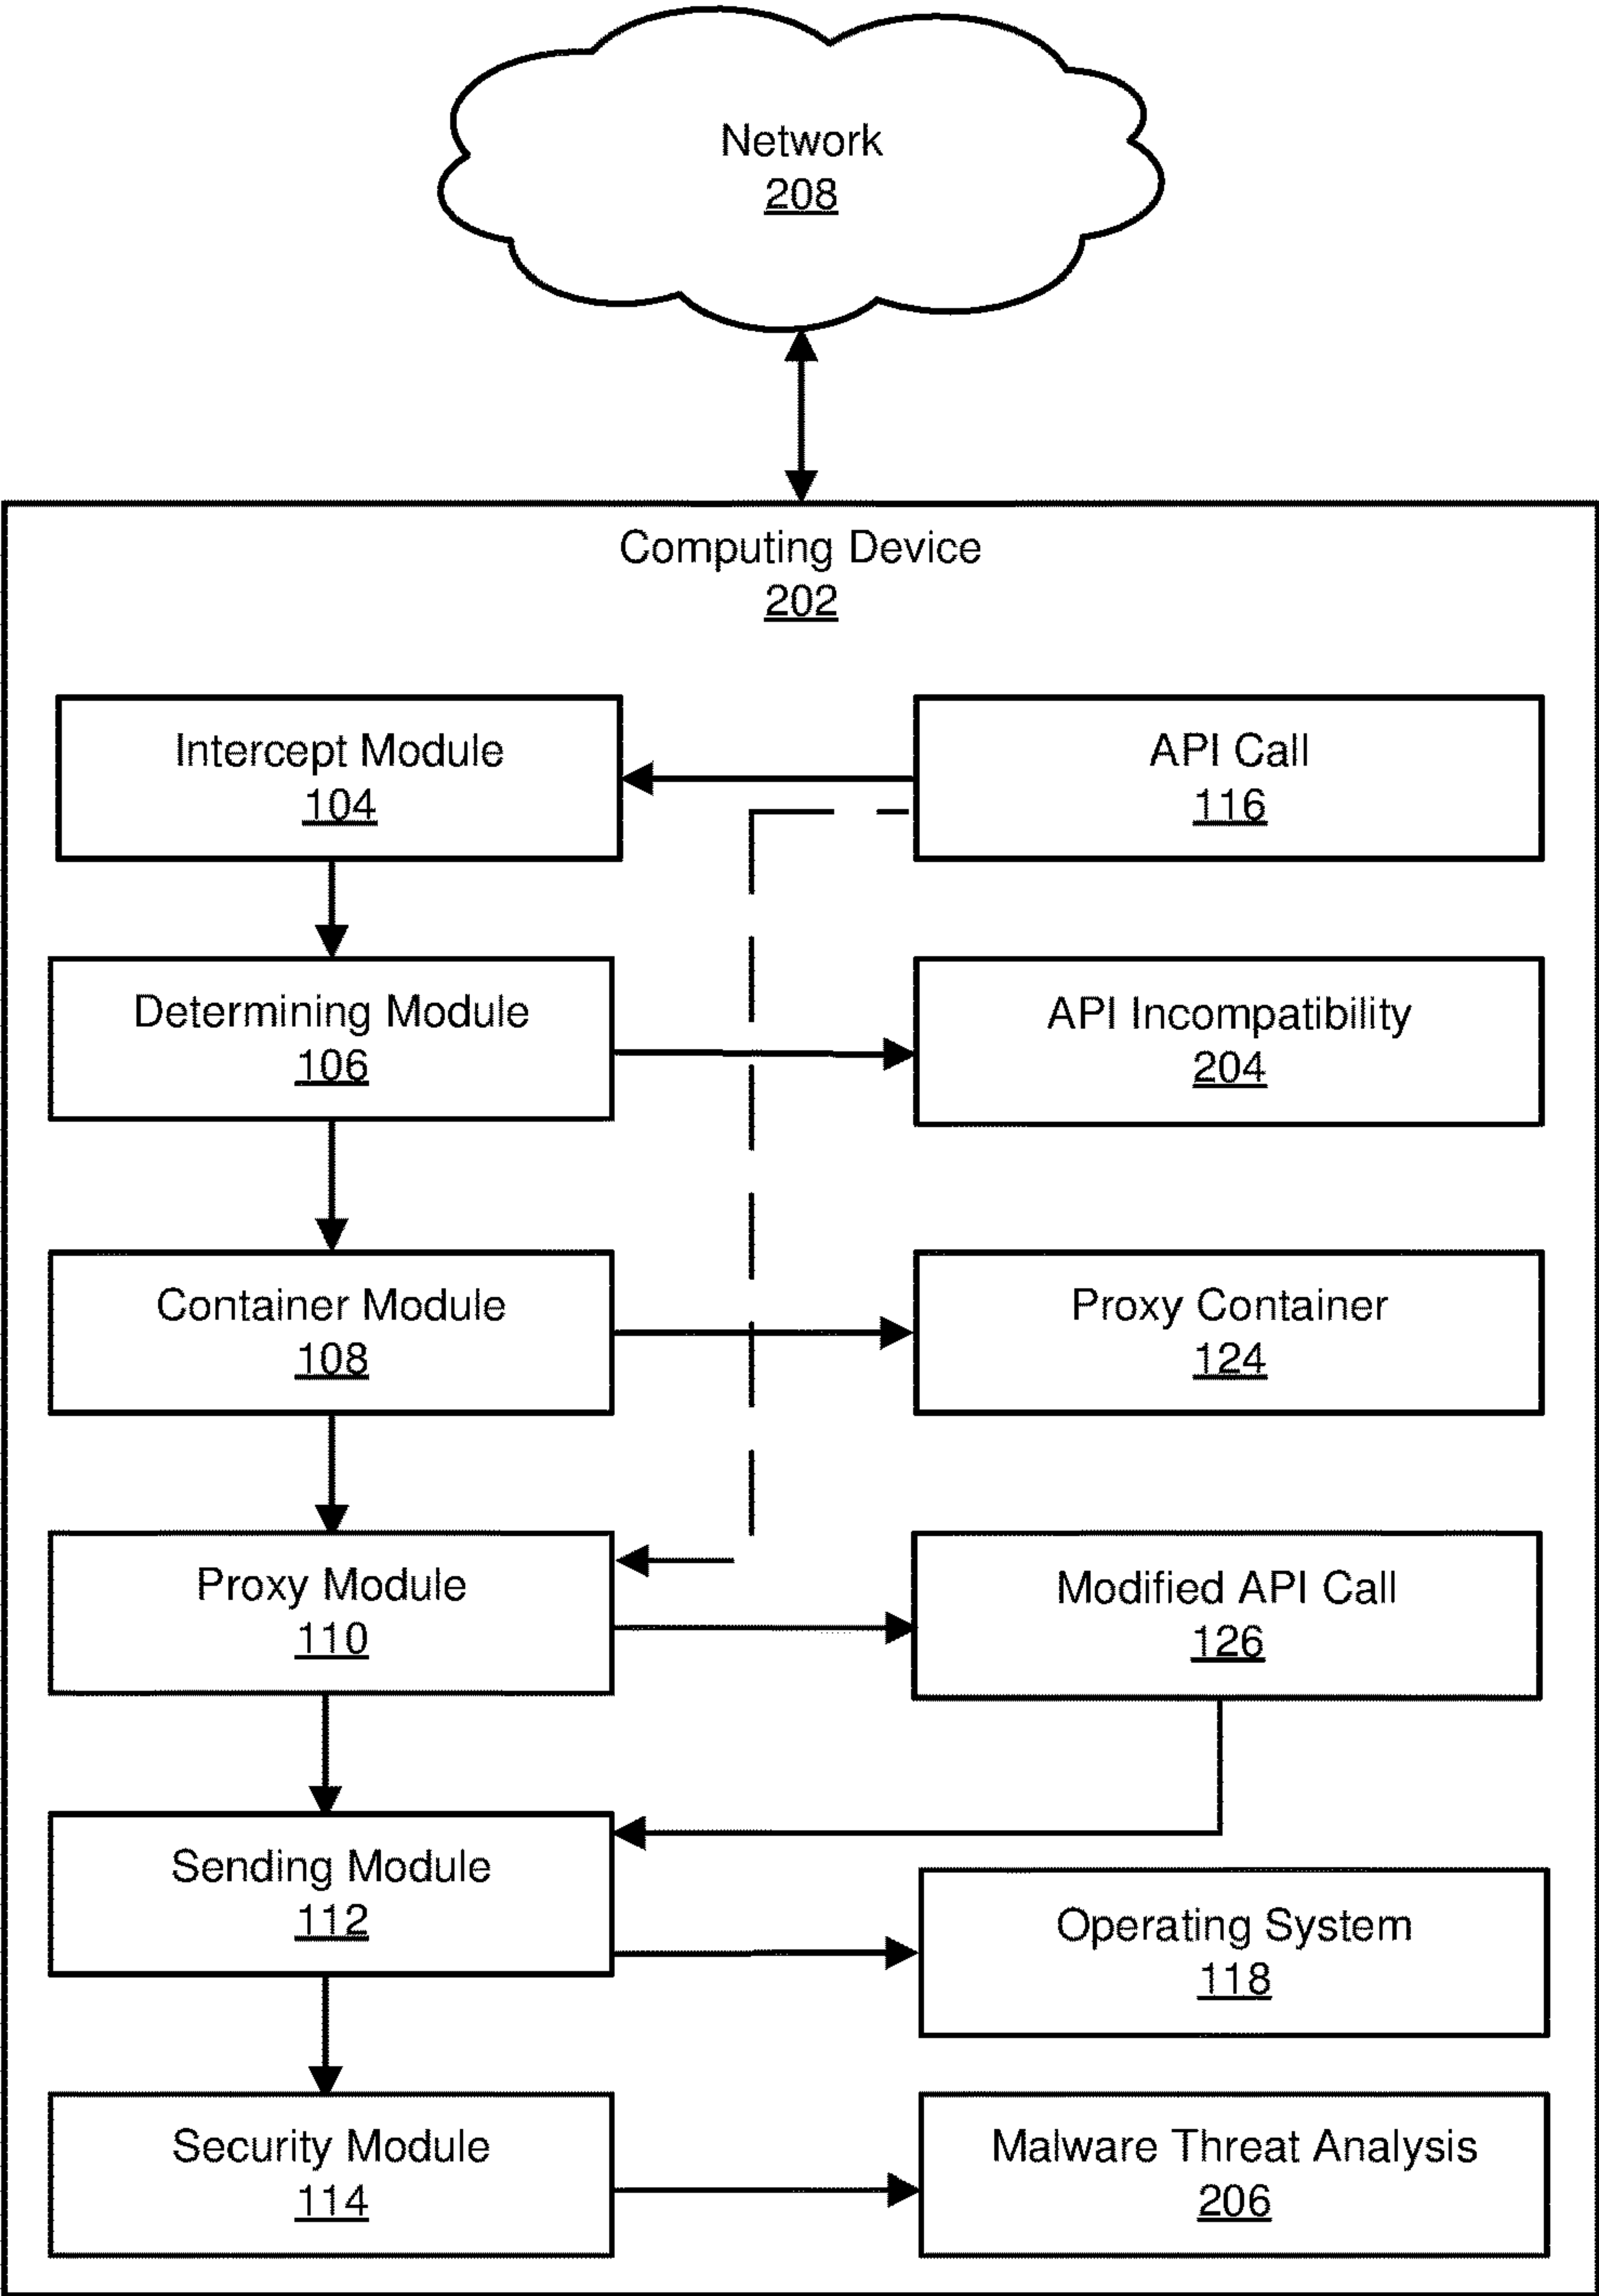 Network
208
Computing Device
202
Intercept Module
104
API Call
116
Determining Module
106
API Incompatibility
204
Container Module
108
Proxy Container
124
Proxy Module
110
Modified API Call
126
Sending Module
112
Operating System
118
Security Module
114
Malware Threat Analysis
206